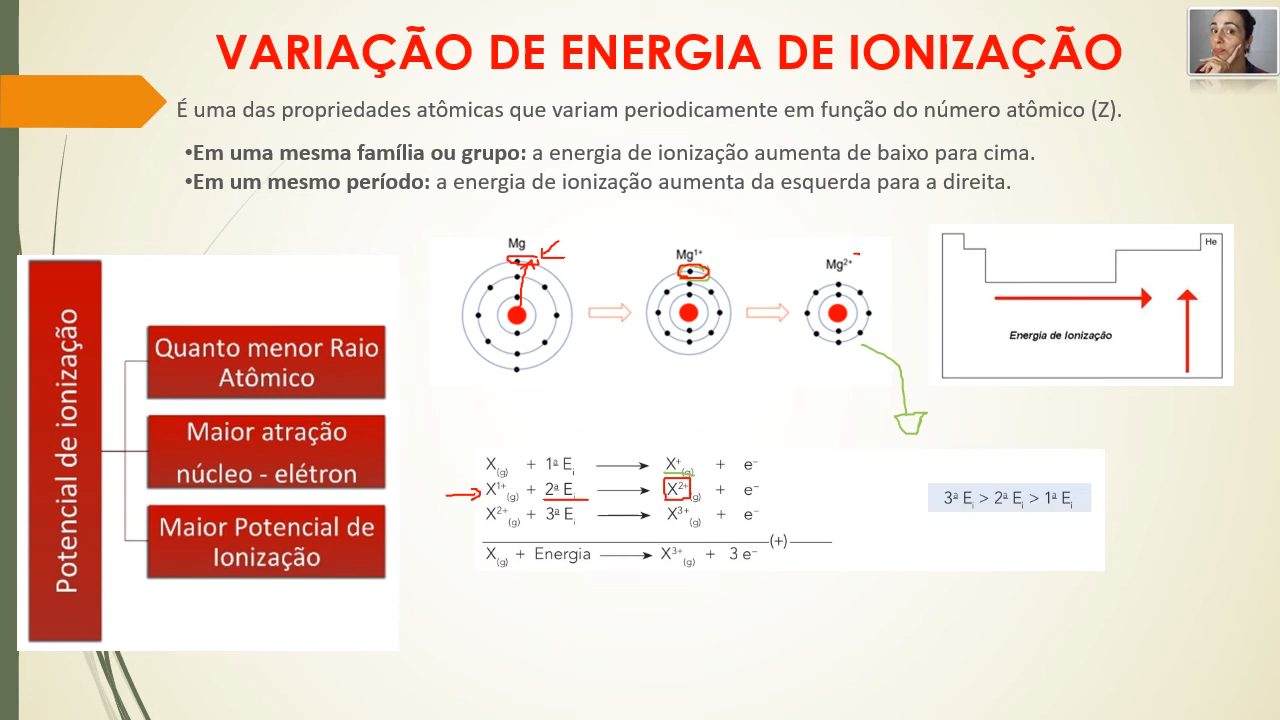 VARIAÇÃO DE ENERGIA DE IONIZAÇÃO
É uma das propriedades atômicas que variam periodicamente em função do número atômico (Z).
•Em uma mesma família ou grupo: a energia de ionização aumenta de baixo para cima.
•Em um mesmo período: a energia de ionização aumenta da esquerda para a direita.
Potencial de ionização
Quanto menor Raio
Atômico
Maior atração
núcleo - elétron
Maior Potencial de
Ionização
Mg
Mg¹⁺
Mg²⁺
He
Energia de Ionização
X(g) + 1ª Ei ⟶ X⁺(g) + e⁻
X¹⁺(g) + 2ª Ei ⟶ X²⁺(g) + e⁻
X²⁺(g) + 3ª Ei ⟶ X³⁺(g) + e⁻
(+)
X(g) + Energia ⟶ X³⁺(g) + 3 e⁻
3ª Ei > 2ª Ei > 1ª Ei